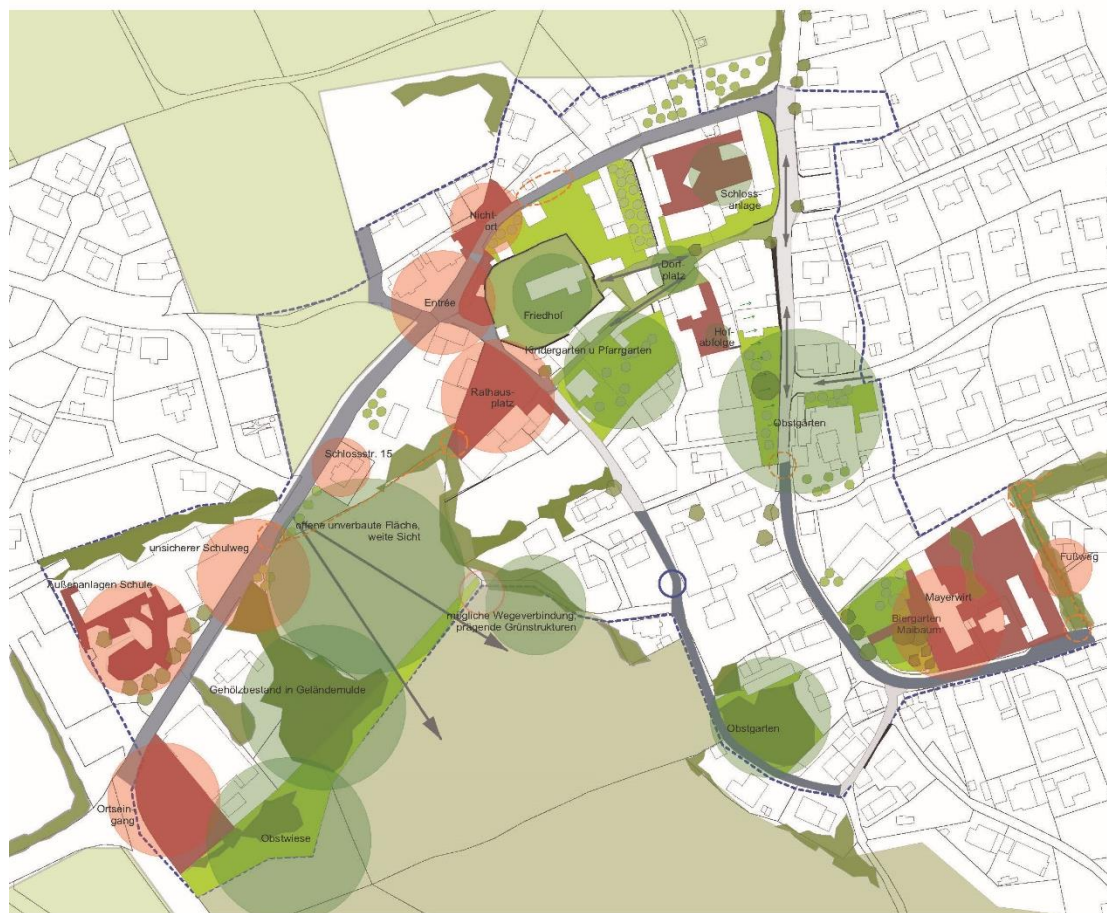 Schloss-
anlage
Nicht-
ort
Dorf-
platz
Entrée
Friedhof
Hof-
abfolge
Kindergarten u Pfarrgarten
Rathaus-
platz
Obstgärten
Schlossstr. 15
offene unverbaute Fläche,
weite Sicht
unsicherer Schulweg
Fußweg
Außenanlagen Schule
Mayerwirt
mögliche Wegeverbindung,
prägende Grünstrukturen
Biergarten
Maibaum
Gehölzbestand in Geländemulde
Obstgarten
Ortsein-
gang
Obstwiese